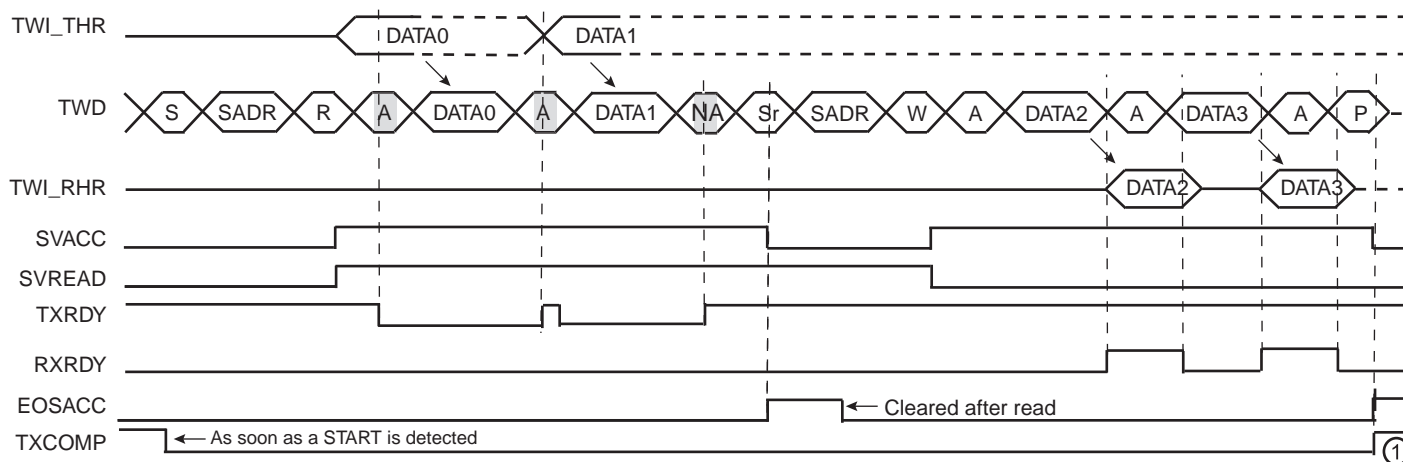 TWI_THR DATA0 DATA1
TWD S SADR R A DATA0 A DATA1 NA Sr SADR W A DATA2 A DATA3 A P
TWI_RHR DATA2 DATA3
SVACC
SVREAD
TXRDY
RXRDY
EOSACC Cleared after read
TXCOMP As soon as a START is detected 1